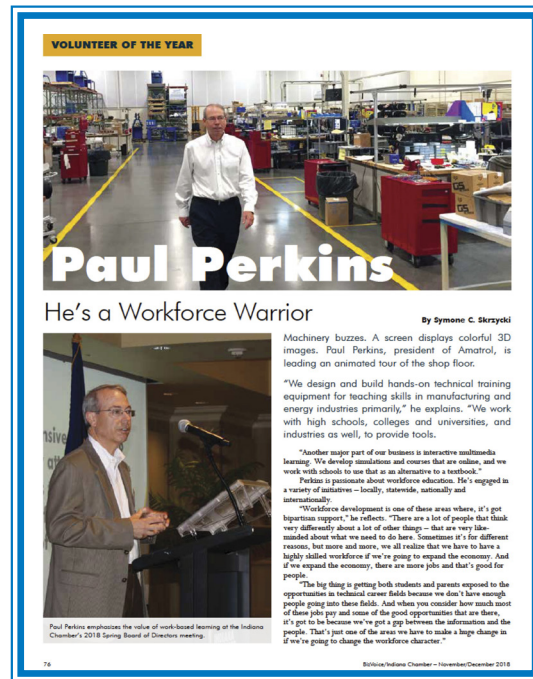 VOLUNTEER OF THE YEAR
Paul Perkins
He's a Workforce Warrior
By Symone C. Skrzycki
Machinery buzzes. A screen displays colorful 3D
images. Paul Perkins, president of Amatrol, is
leading an animated tour of the shop floor.
"We design and build hands-on technical training
equipment for teaching skills in manufacturing and
energy industries primarily," he explains. "We work
with high schools, colleges and universities, and
industries as well, to provide tools.
"Another major part of our business is interactive multimedia
learning. We develop simulations and courses that are online, and we
work with schools to use that as an alternative to a textbook."
Perkins is passionate about workforce education. He's engaged in
a variety of initiatives – locally, statewide, nationally and
internationally.
"Workforce development is one of these areas where, it's got
bipartisan support," he reflects. "There are a lot of people that think
very differently about a lot of other things – that are very like-
minded about what we need to do here. Sometimes it's for different
reasons, but more and more, we all realize that we have to have a
highly skilled workforce if we're going to expand the economy. And
if we expand the economy, there are more jobs and that's good for
people.
"The big thing is getting both students and parents exposed to the
opportunities in technical career fields because we don't have enough
people going into these fields. And when you consider how much most
of these jobs pay and some of the good opportunities that are there,
it's got to be because we've got a gap between the information and the
people. That's just one of the areas we have to make a huge change in
if we're going to change the workforce character."
Paul Perkins emphasizes the value of work-based learning at the Indiana
Chamber's 2018 Spring Board of Directors meeting.
76
BizVoice/Indiana Chamber – November/December 2018